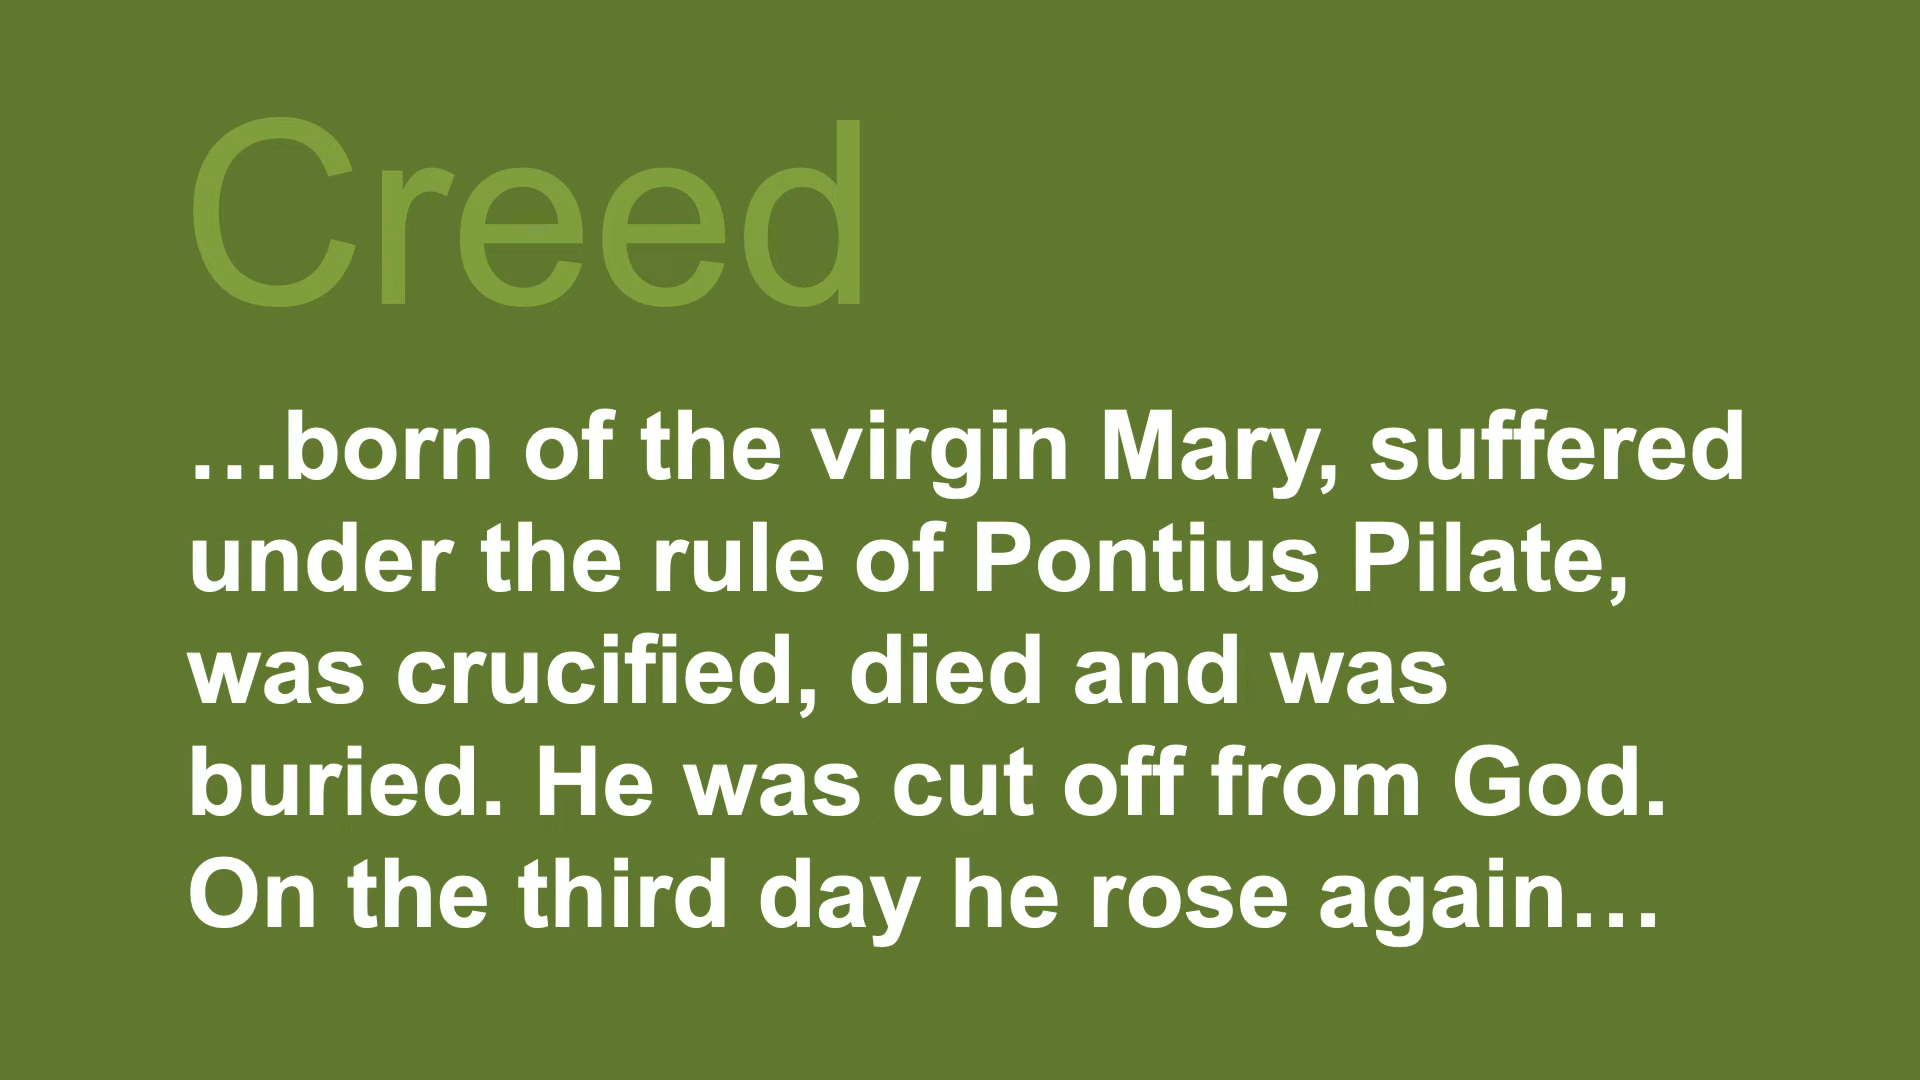 Creed
…born of the virgin Mary, suffered
under the rule of Pontius Pilate,
was crucified, died and was
buried. He was cut off from God.
On the third day he rose again…